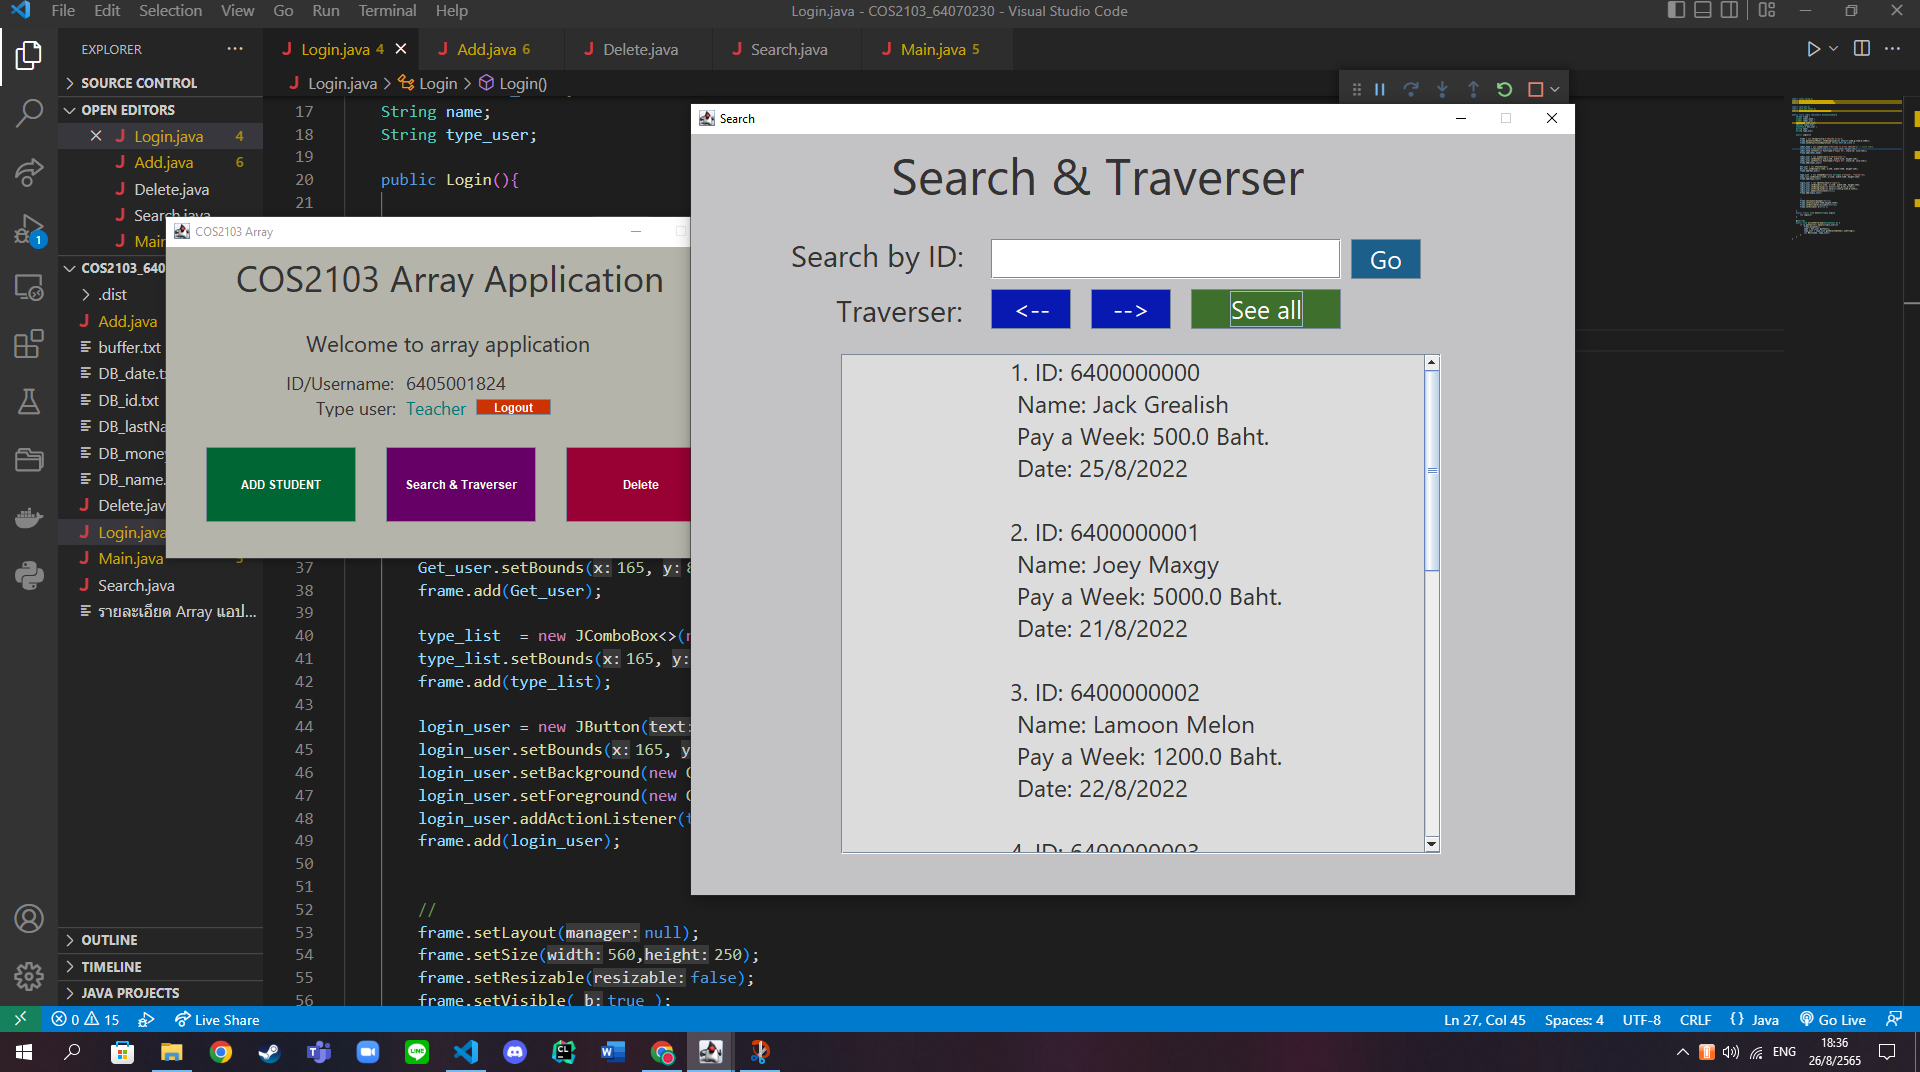 File Edit Selection View Go Run Terminal Help
Login.java - COS2103_64070230 - Visual Studio Code
EXPLORER
SOURCE CONTROL
OPEN EDITORS
Login.java 4
Add.java 6
Delete.java
Search.java
Mai
COS2103_640
.dist
Add.java
buffer.txt
DB_date.t
DB_id.txt
DB_lastNa
DB_money
DB_name.
Delete.jav
Login.java
Main.java 5
Search.java
รายละเอียด Array แอป...
OUTLINE
TIMELINE
JAVA PROJECTS
Login.java 4
Add.java 6
Delete.java
Search.java
Main.java 5
Login.java > Login > Login()
17 String name;
18 String type_user;
19
20 public Login(){
21
37 Get_user.setBounds(x: 165, y: 8
38 frame.add(Get_user);
39
40 type_list = new JComboBox<>(
41 type_list.setBounds(x: 165, y:
42 frame.add(type_list);
43
44 login_user = new JButton(text:
45 login_user.setBounds(x: 165, y
46 login_user.setBackground(new C
47 login_user.setForeground(new C
48 login_user.addActionListener(t
49 frame.add(login_user);
50
51
52 //
53 frame.setLayout(manager: null);
54 frame.setSize(width: 560,height: 250);
55 frame.setResizable(resizable: false);
56 frame.setVisible( b: true );
COS2103 Array
COS2103 Array Application
Welcome to array application
ID/Username: 6405001824
Type user: Teacher Logout
ADD STUDENT
Search & Traverser
Delete
Search
Search & Traverser
Search by ID:
Go
Traverser: <-- --> See all
1. ID: 6400000000
Name: Jack Grealish
Pay a Week: 500.0 Baht.
Date: 25/8/2022
2. ID: 6400000001
Name: Joey Maxgy
Pay a Week: 5000.0 Baht.
Date: 21/8/2022
3. ID: 6400000002
Name: Lamoon Melon
Pay a Week: 1200.0 Baht.
Date: 22/8/2022
4. ID: 6400000003
1
0 15 Live Share
Ln 27, Col 45 Spaces: 4 UTF-8 CRLF {} Java Go Live
ENG
18:36
26/8/2565